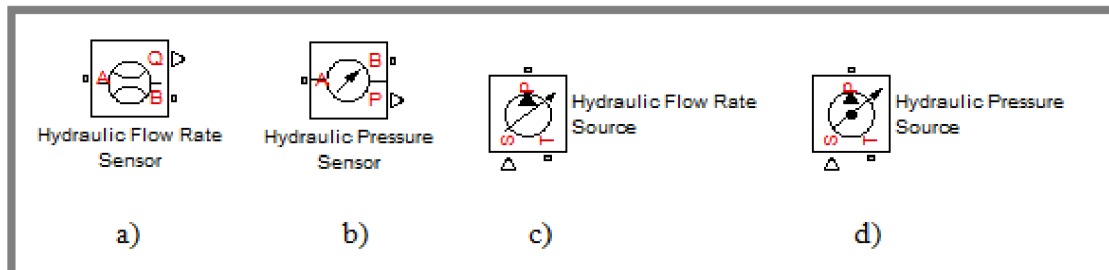 A Q B
Hydraulic Flow Rate
Sensor
a)
A B P
Hydraulic Pressure
Sensor
b)
P S T
Hydraulic Flow Rate
Source
c)
P S T
Hydraulic Pressure
Source
d)